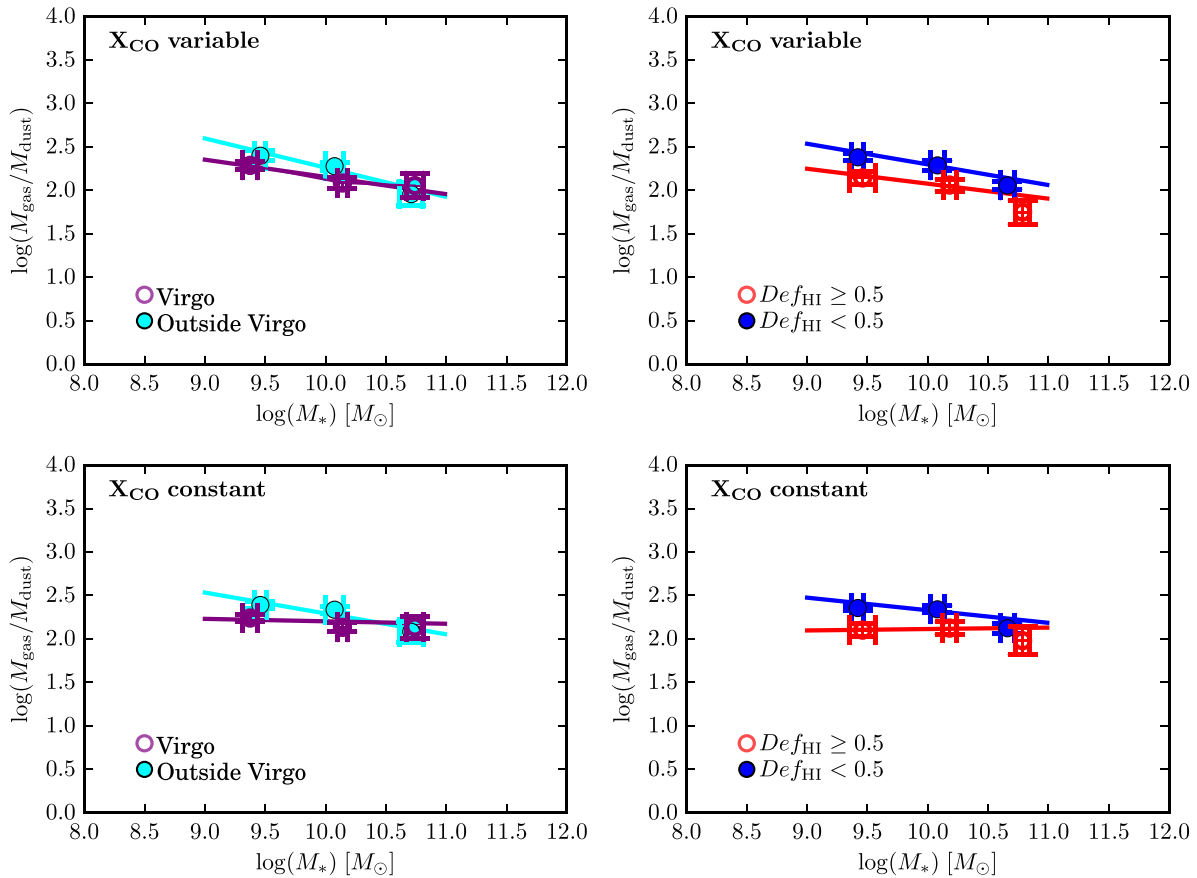 X_CO variable
log(M_gas/M_dust)
4.0
3.5
3.0
2.5
2.0
1.5
1.0
0.5
0.0
Virgo
Outside Virgo
8.0 8.5 9.0 9.5 10.0 10.5 11.0 11.5 12.0
log(M_*) [M_⊙]
X_CO variable
log(M_gas/M_dust)
4.0
3.5
3.0
2.5
2.0
1.5
1.0
0.5
0.0
Def_HI ≥ 0.5
Def_HI < 0.5
8.0 8.5 9.0 9.5 10.0 10.5 11.0 11.5 12.0
log(M_*) [M_⊙]
X_CO constant
log(M_gas/M_dust)
4.0
3.5
3.0
2.5
2.0
1.5
1.0
0.5
0.0
Virgo
Outside Virgo
8.0 8.5 9.0 9.5 10.0 10.5 11.0 11.5 12.0
log(M_*) [M_⊙]
X_CO constant
log(M_gas/M_dust)
4.0
3.5
3.0
2.5
2.0
1.5
1.0
0.5
0.0
Def_HI ≥ 0.5
Def_HI < 0.5
8.0 8.5 9.0 9.5 10.0 10.5 11.0 11.5 12.0
log(M_*) [M_⊙]